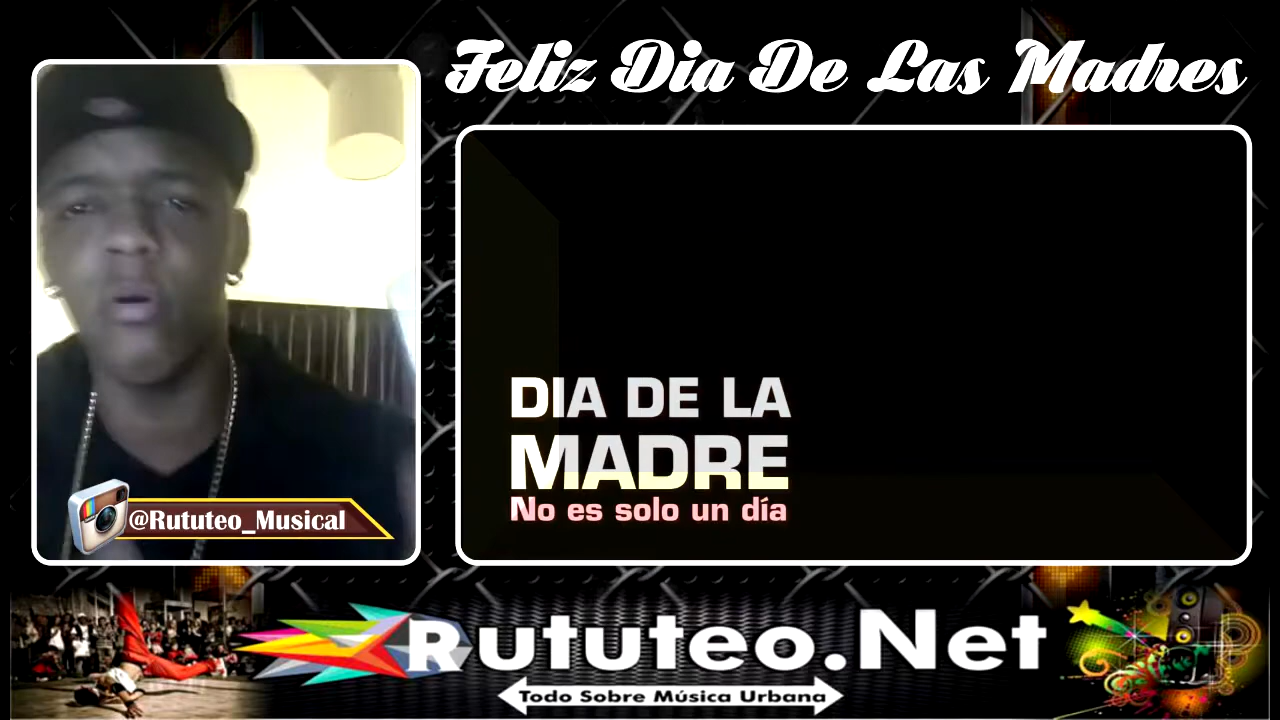 Feliz Dia De Las Madres
DIA DE LA
MADRE
No es solo un día
@Rututeo_Musical
Rututeo.Net
Todo Sobre Música Urbana